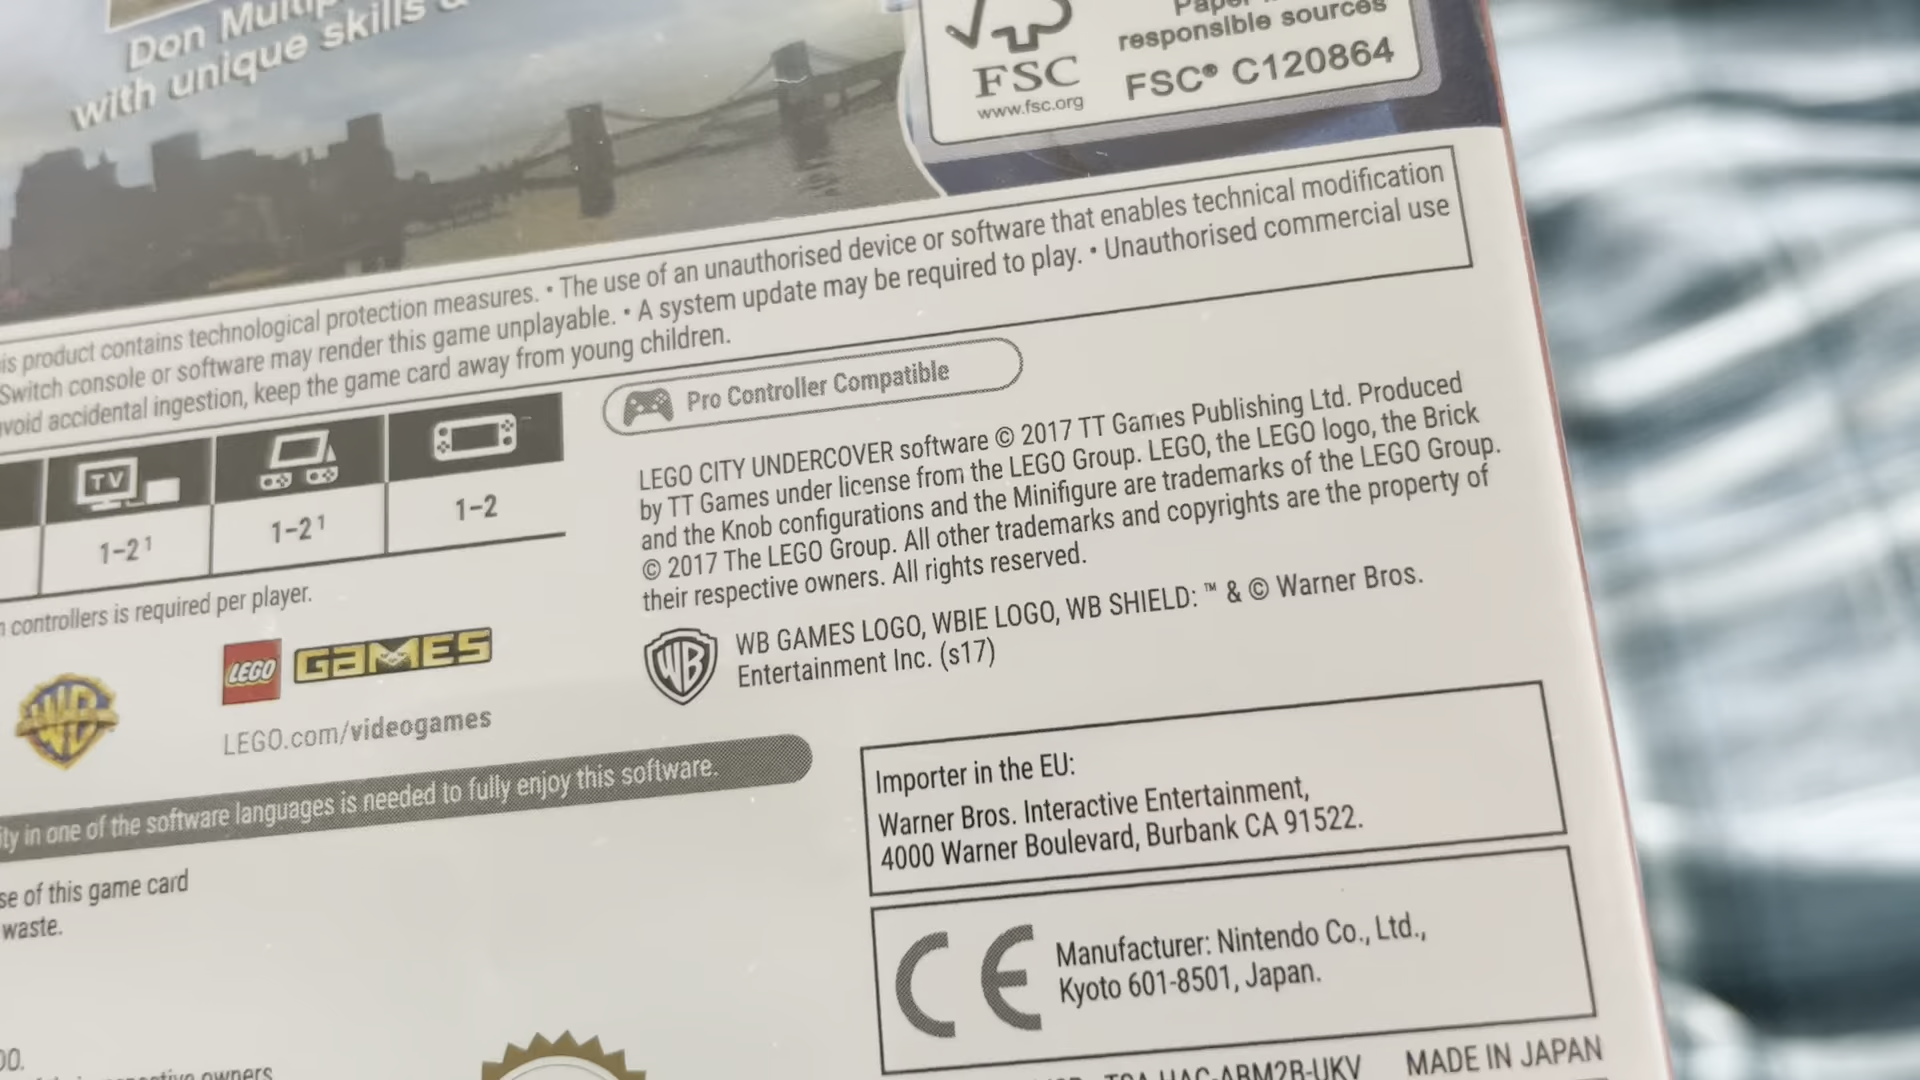 Don
with unique skills
FSC
www.fsc.org
responsible sources
FSC® C120864
product contains technological protection measures. • The use of an unauthorised device or software that enables technical modification
Switch console or software may render this game unplayable. • A system update may be required to play. • Unauthorised commercial use
accidental ingestion, keep the game card away from young children.
Pro Controller Compatible
TV
1-2¹
1-2¹
1-2
controllers is required per player.
LEGO CITY UNDERCOVER software © 2017 TT Games Publishing Ltd. Produced
by TT Games under license from the LEGO Group. LEGO, the LEGO logo, the Brick
and the Knob configurations and the Minifigure are trademarks of the LEGO Group.
© 2017 The LEGO Group. All other trademarks and copyrights are the property of
their respective owners. All rights reserved.
WB
LEGO GAMES
LEGO.com/videogames
WB
WB GAMES LOGO, WBIE LOGO, WB SHIELD: ™ & © Warner Bros.
Entertainment Inc. (s17)
in one of the software languages is needed to fully enjoy this software.
of this game card
waste.
Importer in the EU:
Warner Bros. Interactive Entertainment,
4000 Warner Boulevard, Burbank CA 91522.
CE
Manufacturer: Nintendo Co., Ltd.,
Kyoto 601-8501, Japan.
owners
MADE IN JAPAN